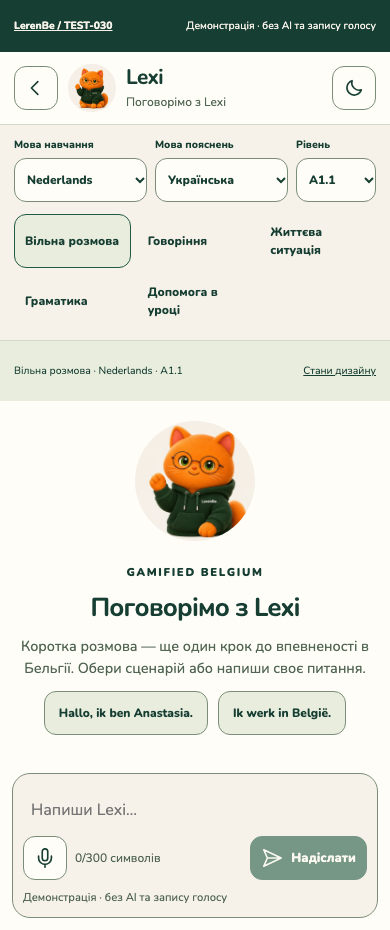 LerenBe / TEST-030
Демонстрація · без AI та запису голосу
Lexi
Поговорімо з Lexi
Мова навчання
Мова пояснень
Рівень
Nederlands
Українська
A1.1
Вільна розмова
Говоріння
Життєва
ситуація
Граматика
Допомога в
уроці
Вільна розмова · Nederlands · A1.1
Стани дизайну
LerenBe
GAMIFIED BELGIUM
Поговорімо з Lexi
Коротка розмова — ще один крок до впевненості в
Бельгії. Обери сценарій або напиши своє питання.
Hallo, ik ben Anastasia.
Ik werk in België.
Напиши Lexi...
0/300 символів
Надіслати
Демонстрація · без AI та запису голосу